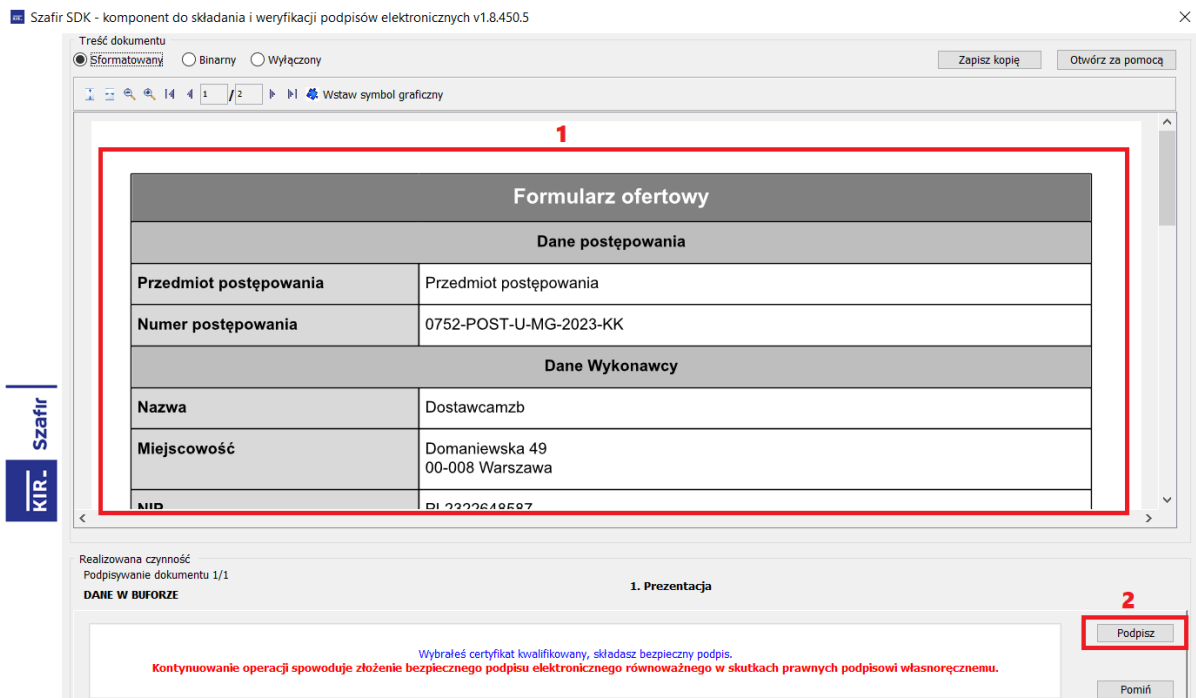 KIR. Szafir SDK - komponent do składania i weryfikacji podpisów elektronicznych v1.8.450.5
Treść dokumentu
Sformatowany Binarny Wyłączony Zapisz kopię Otwórz za pomocą
1 / 2 Wstaw symbol graficzny
1
Formularz ofertowy
Dane postępowania
Przedmiot postępowania Przedmiot postępowania
Numer postępowania 0752-POST-U-MG-2023-KK
Dane Wykonawcy
Nazwa Dostawcamzb
Miejscowość Domaniewska 49
00-008 Warszawa
NIP PL2322648587
KIR. Szafir
Realizowana czynność
Podpisywanie dokumentu 1/1
DANE W BUFORZE
1. Prezentacja
2
Podpisz
Wybrałeś certyfikat kwalifikowany, składasz bezpieczny podpis.
Kontynuowanie operacji spowoduje złożenie bezpiecznego podpisu elektronicznego równoważnego w skutkach prawnych podpisowi własnoręcznemu.
Pomiń